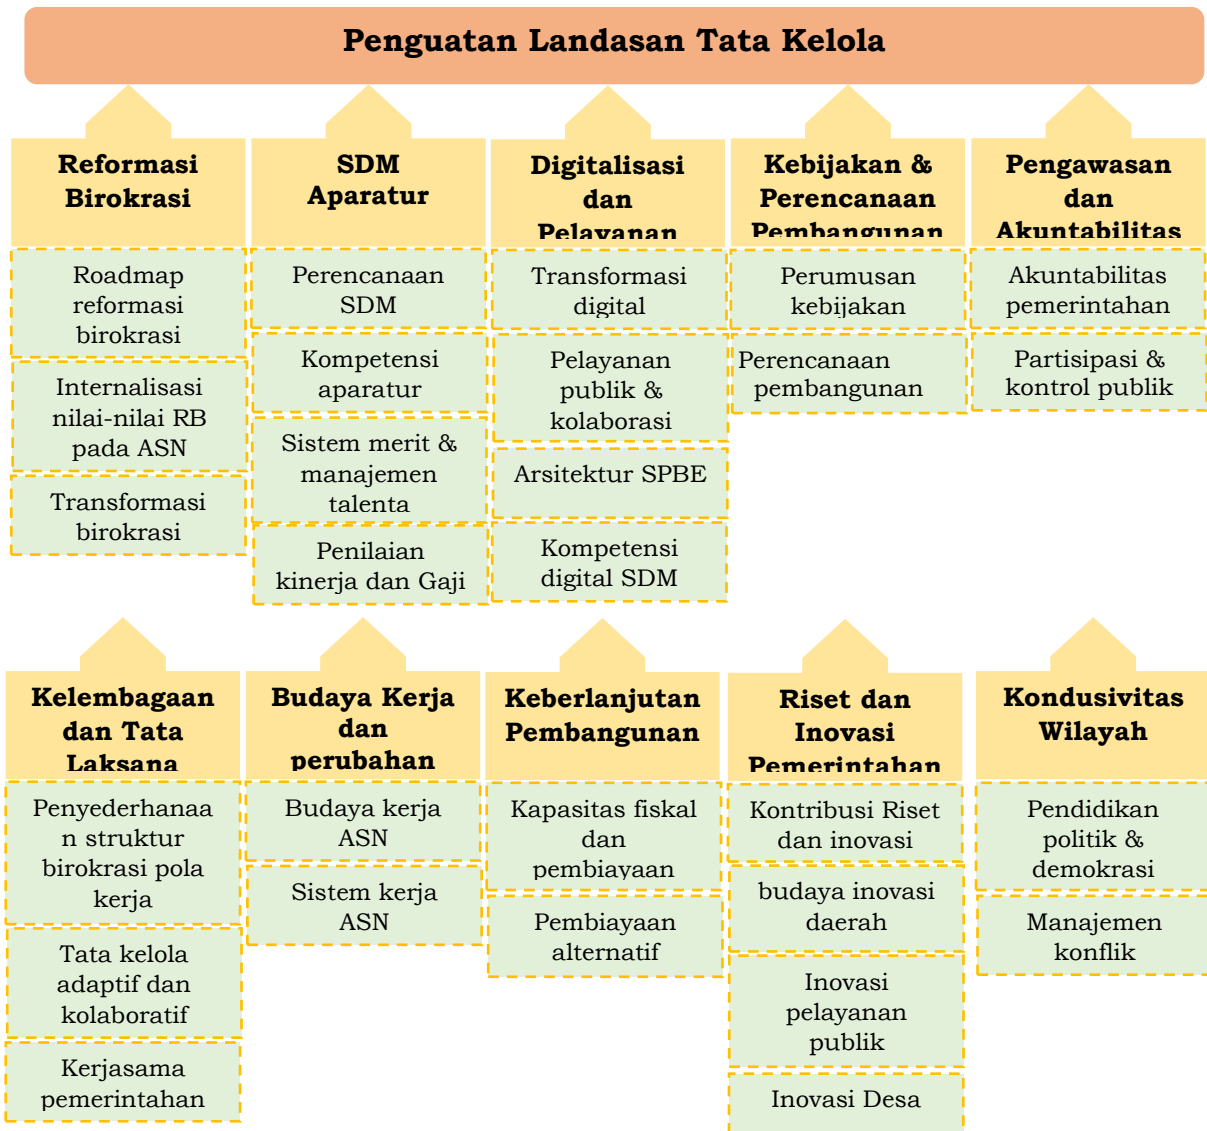 Penguatan Landasan Tata Kelola
Reformasi
Birokrasi
Roadmap
reformasi
birokrasi
Internalisasi
nilai-nilai RB
pada ASN
Transformasi
birokrasi
SDM
Aparatur
Perencanaan
SDM
Kompetensi
aparatur
Sistem merit &
manajemen
talenta
Penilaian
kinerja dan Gaji
Digitalisasi
dan
Pelayanan
Transformasi
digital
Pelayanan
publik &
kolaborasi
Arsitektur SPBE
Kompetensi
digital SDM
Kebijakan &
Perencanaan
Pembangunan
Perumusan
kebijakan
Perencanaan
pembangunan
Pengawasan
dan
Akuntabilitas
Akuntabilitas
pemerintahan
Partisipasi &
kontrol publik
Kelembagaan
dan Tata
Laksana
Penyederhanaa
n struktur
birokrasi pola
kerja
Tata kelola
adaptif dan
kolaboratif
Kerjasama
pemerintahan
Budaya Kerja
dan
perubahan
Budaya kerja
ASN
Sistem kerja
ASN
Keberlanjutan
Pembangunan
Kapasitas fiskal
dan
pembiayaan
Pembiayaan
alternatif
Riset dan
Inovasi
Pemerintahan
Kontribusi Riset
dan inovasi
budaya inovasi
daerah
Inovasi
pelayanan
publik
Inovasi Desa
Kondusivitas
Wilayah
Pendidikan
politik &
demokrasi
Manajemen
konflik